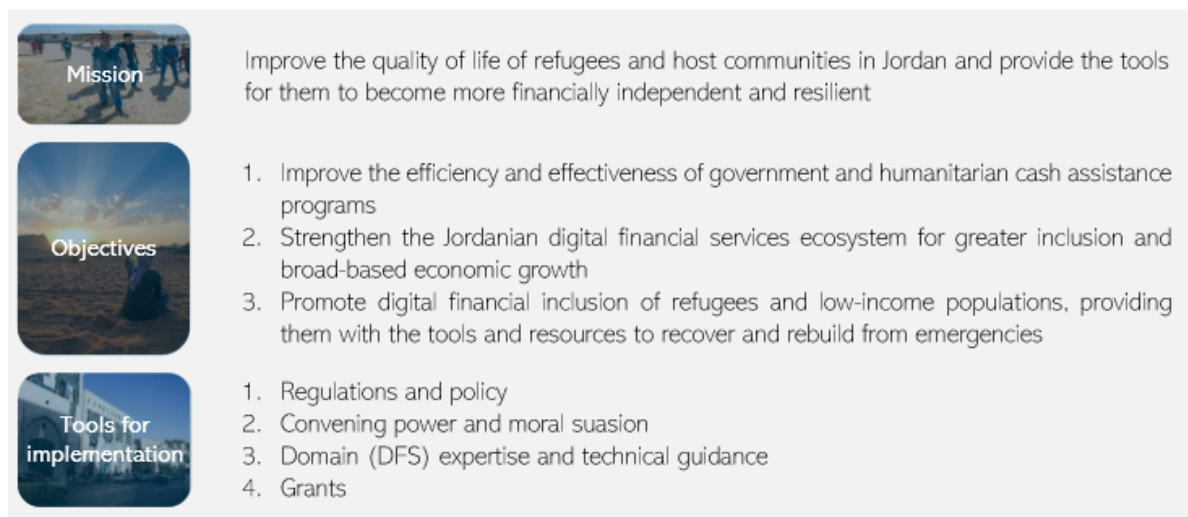 Mission
Improve the quality of life of refugees and host communities in Jordan and provide the tools
for them to become more financially independent and resilient
Objectives
1. Improve the efficiency and effectiveness of government and humanitarian cash assistance
programs
2. Strengthen the Jordanian digital financial services ecosystem for greater inclusion and
broad-based economic growth
3. Promote digital financial inclusion of refugees and low-income populations, providing
them with the tools and resources to recover and rebuild from emergencies
Tools for
implementation
1. Regulations and policy
2. Convening power and moral suasion
3. Domain (DFS) expertise and technical guidance
4. Grants